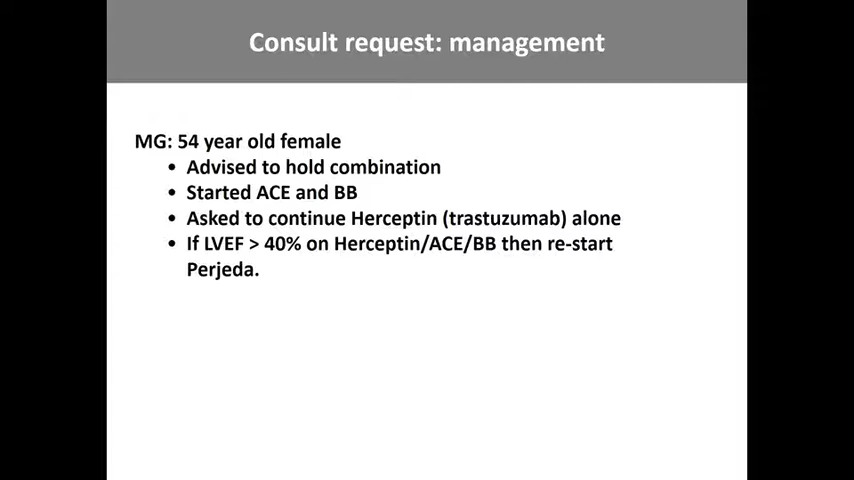 Consult request: management
MG: 54 year old female
• Advised to hold combination
• Started ACE and BB
• Asked to continue Herceptin (trastuzumab) alone
• If LVEF > 40% on Herceptin/ACE/BB then re-start
Perjeda.